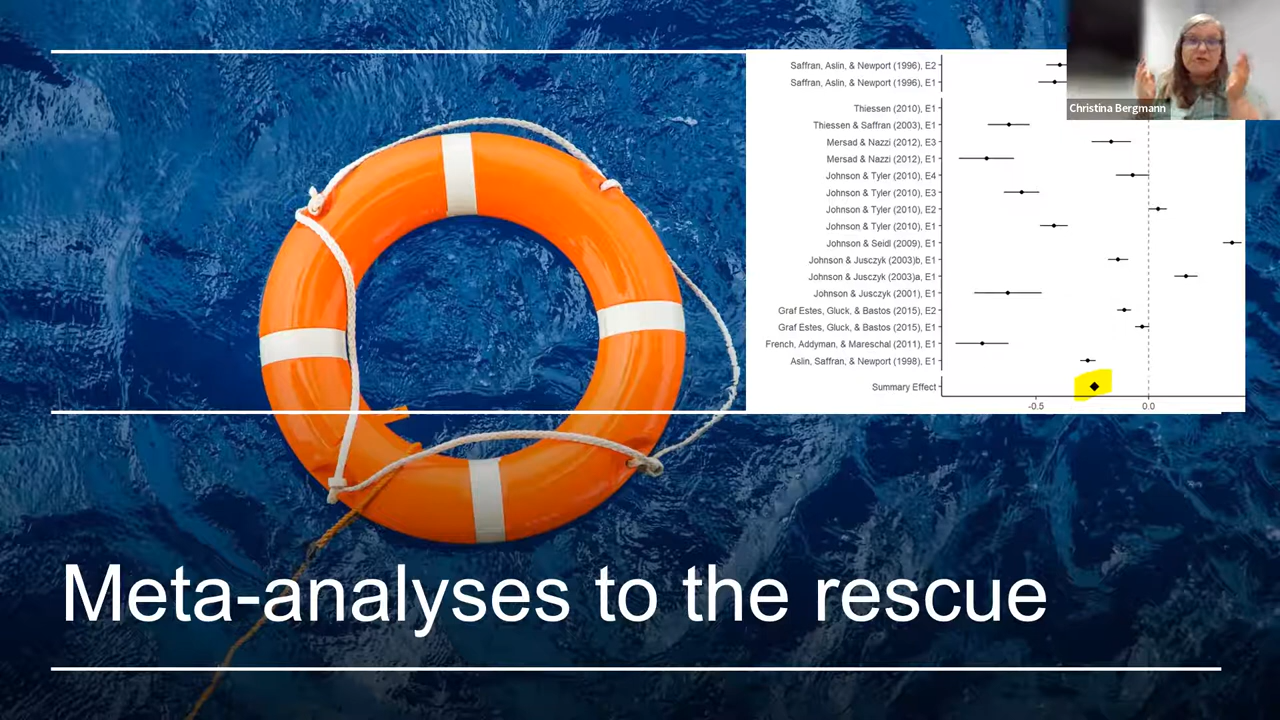 Saffran, Aslin, & Newport (1996), E2
Saffran, Aslin, & Newport (1996), E1
Christina Bergmann
Thiessen (2010), E1
Thiessen & Saffran (2003), E1
Mersad & Nazzi (2012), E3
Mersad & Nazzi (2012), E1
Johnson & Tyler (2010), E4
Johnson & Tyler (2010), E3
Johnson & Tyler (2010), E2
Johnson & Tyler (2010), E1
Johnson & Seidl (2009), E1
Johnson & Jusczyk (2003)b, E1
Johnson & Jusczyk (2003)a, E1
Johnson & Jusczyk (2001), E1
Graf Estes, Gluck, & Bastos (2015), E2
Graf Estes, Gluck, & Bastos (2015), E1
French, Addyman, & Mareschal (2011), E1
Aslin, Saffran, & Newport (1998), E1
Summary Effect
-0.5 0.0
Meta-analyses to the rescue